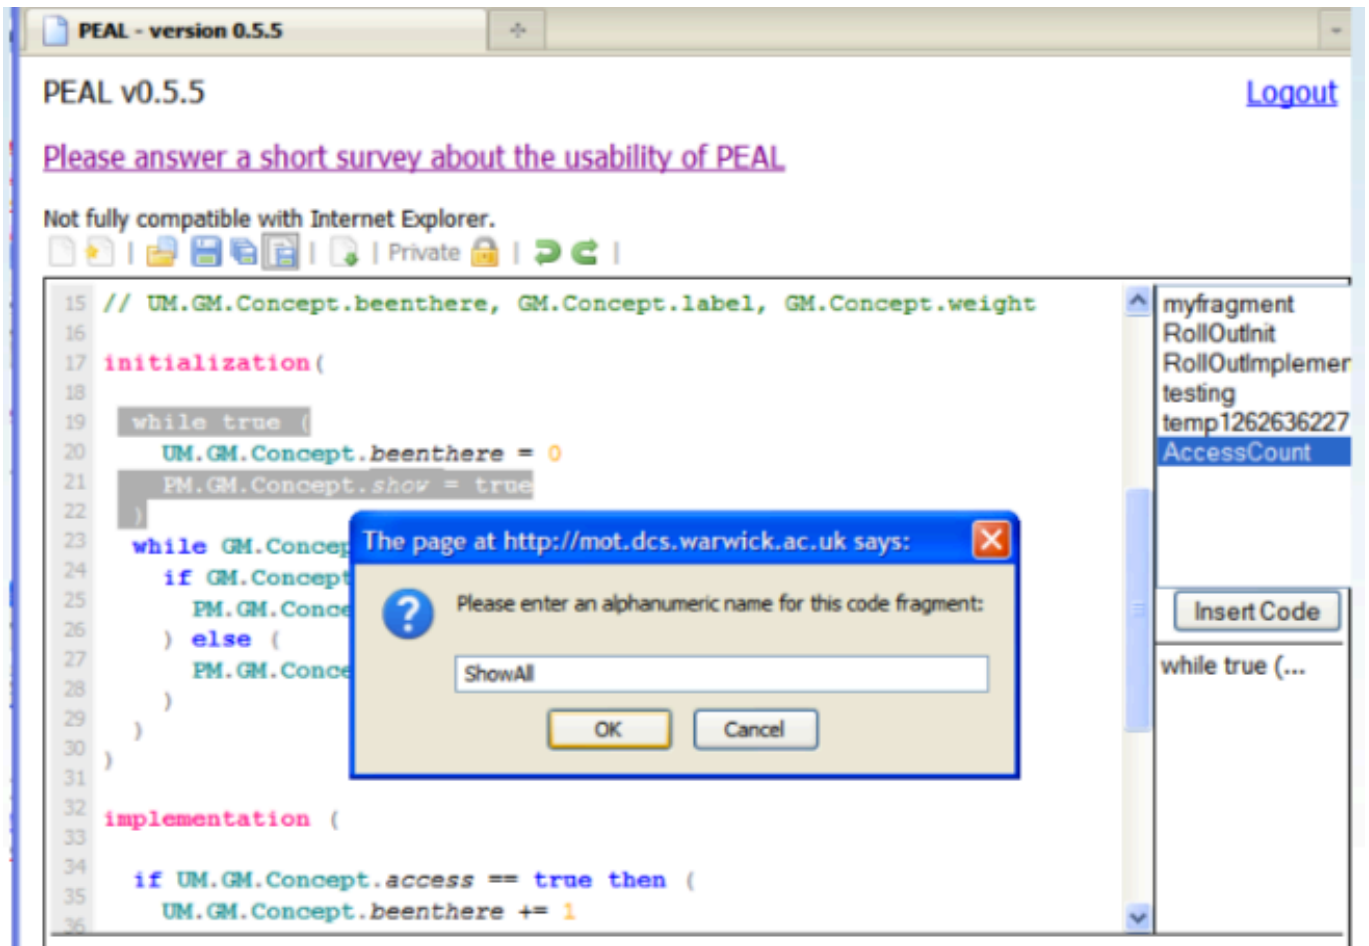 PEAL - version 0.5.5
PEAL v0.5.5
Logout
Please answer a short survey about the usability of PEAL
Not fully compatible with Internet Explorer.
| | | Private | |
15 // UM.GM.Concept.beenthere, GM.Concept.label, GM.Concept.weight
16
17 initialization(
18
19 while true (
20 UM.GM.Concept.beenthere = 0
21 PM.GM.Concept.show = true
22 )
23 while GM.Concep
24 if GM.Concept
25 PM.GM.Conce
26 ) else (
27 PM.GM.Conce
28 )
29 )
30 )
31
32 implementation (
33
34
35 if UM.GM.Concept.access == true then (
36 UM.GM.Concept.beenthere += 1
The page at http://mot.dcs.warwick.ac.uk says:
Please enter an alphanumeric name for this code fragment:
ShowAll
OK
Cancel
myfragment
RollOutInit
RollOutImplemen
testing
temp1262636227
AccessCount
Insert Code
while true (...